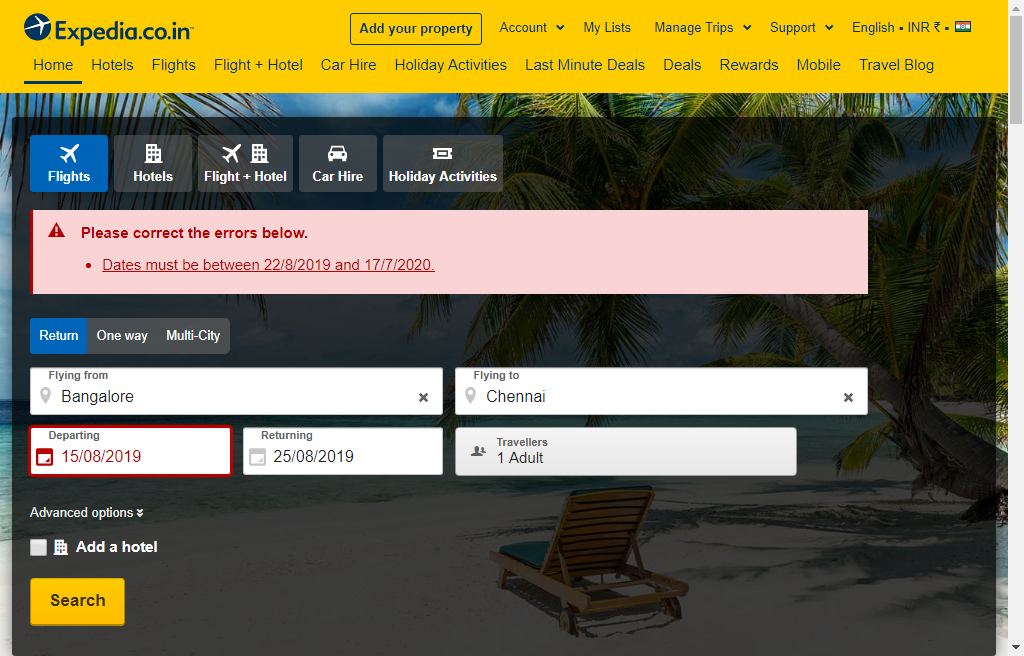 Expedia.co.in
Add your property
Account
My Lists
Manage Trips
Support
English • INR ₹ •
Home
Hotels
Flights
Flight + Hotel
Car Hire
Holiday Activities
Last Minute Deals
Deals
Rewards
Mobile
Travel Blog
Flights
Hotels
Flight + Hotel
Car Hire
Holiday Activities
Please correct the errors below.
• Dates must be between 22/8/2019 and 17/7/2020.
Return
One way
Multi-City
Flying from
Bangalore
Flying to
Chennai
Departing
15/08/2019
Returning
25/08/2019
Travellers
1 Adult
Advanced options
Add a hotel
Search